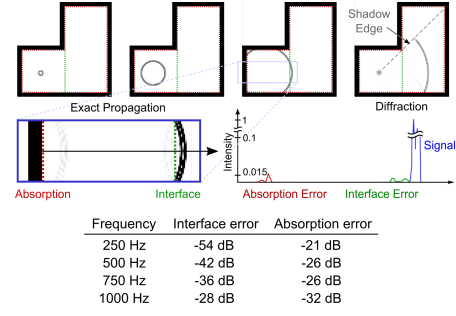 Shadow
Edge
Exact Propagation
Diffraction
Absorption
Interface
Intensity
1
0.1
0.015
Signal
Absorption Error
Interface Error
Frequency Interface error Absorption error
250 Hz -54 dB -21 dB
500 Hz -42 dB -26 dB
750 Hz -36 dB -26 dB
1000 Hz -28 dB -32 dB